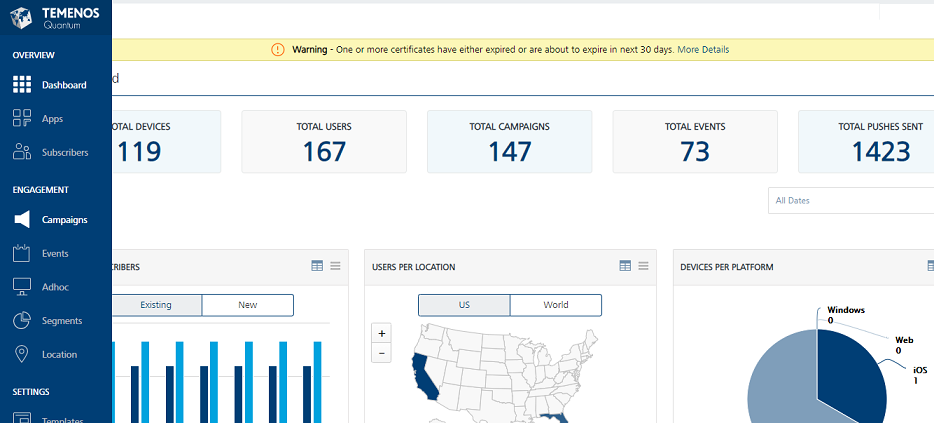 TEMENOS
Quantum
OVERVIEW
Dashboard
Apps
Subscribers
ENGAGEMENT
Campaigns
Events
Adhoc
Segments
Location
SETTINGS
Templates
Warning - One or more certificates have either expired or are about to expire in next 30 days. More Details
d
OTAL DEVICES
119
TOTAL USERS
167
TOTAL CAMPAIGNS
147
TOTAL EVENTS
73
TOTAL PUSHES SENT
1423
All Dates
CRIBERS
Existing New
USERS PER LOCATION
US World
+
−
DEVICES PER PLATFORM
Windows
0
Web
0
iOS
1